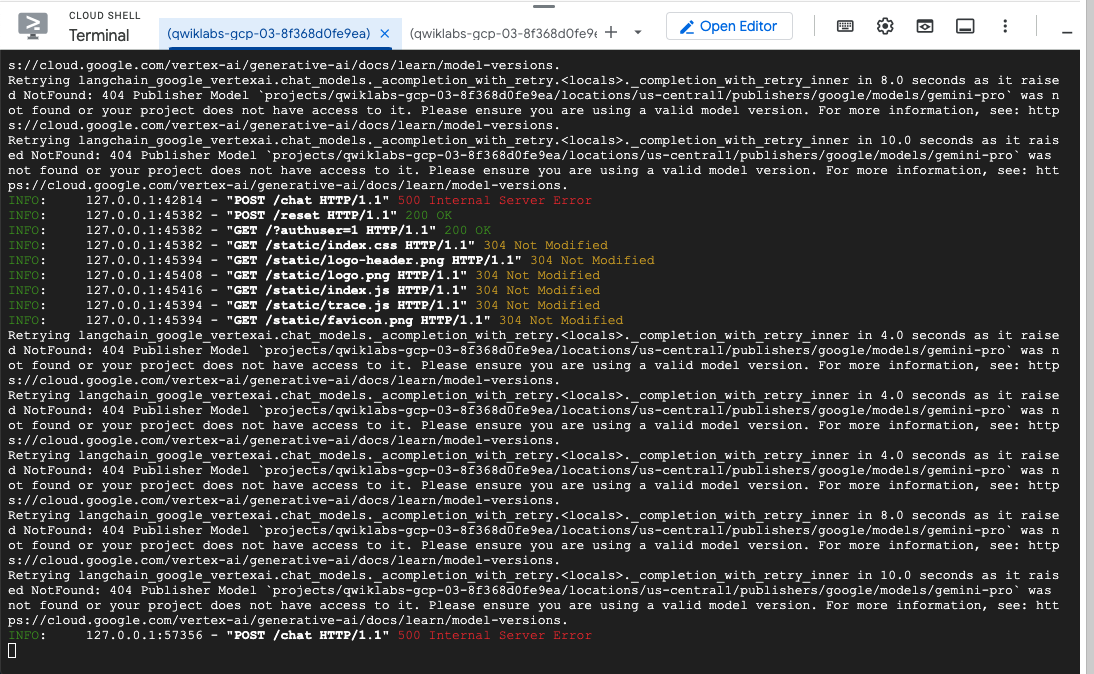 CLOUD SHELL
Terminal
(qwiklabs-gcp-03-8f368d0fe9ea) × (qwiklabs-gcp-03-8f368d0fe9e + Open Editor
s://cloud.google.com/vertex-ai/generative-ai/docs/learn/model-versions.
Retrying langchain_google_vertexai.chat_models._acompletion_with_retry.<locals>._completion_with_retry_inner in 8.0 seconds as it raise
d NotFound: 404 Publisher Model `projects/qwiklabs-gcp-03-8f368d0fe9ea/locations/us-central1/publishers/google/models/gemini-pro` was n
ot found or your project does not have access to it. Please ensure you are using a valid model version. For more information, see: http
s://cloud.google.com/vertex-ai/generative-ai/docs/learn/model-versions.
Retrying langchain_google_vertexai.chat_models._acompletion_with_retry.<locals>._completion_with_retry_inner in 10.0 seconds as it rais
ed NotFound: 404 Publisher Model `projects/qwiklabs-gcp-03-8f368d0fe9ea/locations/us-central1/publishers/google/models/gemini-pro` was
not found or your project does not have access to it. Please ensure you are using a valid model version. For more information, see: htt
ps://cloud.google.com/vertex-ai/generative-ai/docs/learn/model-versions.
INFO: 127.0.0.1:42814 - "POST /chat HTTP/1.1" 500 Internal Server Error
INFO: 127.0.0.1:45382 - "POST /reset HTTP/1.1" 200 OK
INFO: 127.0.0.1:45382 - "GET /?authuser=1 HTTP/1.1" 200 OK
INFO: 127.0.0.1:45382 - "GET /static/index.css HTTP/1.1" 304 Not Modified
INFO: 127.0.0.1:45394 - "GET /static/logo-header.png HTTP/1.1" 304 Not Modified
INFO: 127.0.0.1:45408 - "GET /static/logo.png HTTP/1.1" 304 Not Modified
INFO: 127.0.0.1:45416 - "GET /static/index.js HTTP/1.1" 304 Not Modified
INFO: 127.0.0.1:45394 - "GET /static/trace.js HTTP/1.1" 304 Not Modified
INFO: 127.0.0.1:45394 - "GET /static/favicon.png HTTP/1.1" 304 Not Modified
Retrying langchain_google_vertexai.chat_models._acompletion_with_retry.<locals>._completion_with_retry_inner in 4.0 seconds as it raise
d NotFound: 404 Publisher Model `projects/qwiklabs-gcp-03-8f368d0fe9ea/locations/us-central1/publishers/google/models/gemini-pro` was n
ot found or your project does not have access to it. Please ensure you are using a valid model version. For more information, see: http
s://cloud.google.com/vertex-ai/generative-ai/docs/learn/model-versions.
Retrying langchain_google_vertexai.chat_models._acompletion_with_retry.<locals>._completion_with_retry_inner in 4.0 seconds as it raise
d NotFound: 404 Publisher Model `projects/qwiklabs-gcp-03-8f368d0fe9ea/locations/us-central1/publishers/google/models/gemini-pro` was n
ot found or your project does not have access to it. Please ensure you are using a valid model version. For more information, see: http
s://cloud.google.com/vertex-ai/generative-ai/docs/learn/model-versions.
Retrying langchain_google_vertexai.chat_models._acompletion_with_retry.<locals>._completion_with_retry_inner in 4.0 seconds as it raise
d NotFound: 404 Publisher Model `projects/qwiklabs-gcp-03-8f368d0fe9ea/locations/us-central1/publishers/google/models/gemini-pro` was n
ot found or your project does not have access to it. Please ensure you are using a valid model version. For more information, see: http
s://cloud.google.com/vertex-ai/generative-ai/docs/learn/model-versions.
Retrying langchain_google_vertexai.chat_models._acompletion_with_retry.<locals>._completion_with_retry_inner in 8.0 seconds as it raise
d NotFound: 404 Publisher Model `projects/qwiklabs-gcp-03-8f368d0fe9ea/locations/us-central1/publishers/google/models/gemini-pro` was n
ot found or your project does not have access to it. Please ensure you are using a valid model version. For more information, see: http
s://cloud.google.com/vertex-ai/generative-ai/docs/learn/model-versions.
Retrying langchain_google_vertexai.chat_models._acompletion_with_retry.<locals>._completion_with_retry_inner in 10.0 seconds as it rais
ed NotFound: 404 Publisher Model `projects/qwiklabs-gcp-03-8f368d0fe9ea/locations/us-central1/publishers/google/models/gemini-pro` was
not found or your project does not have access to it. Please ensure you are using a valid model version. For more information, see: htt
ps://cloud.google.com/vertex-ai/generative-ai/docs/learn/model-versions.
INFO: 127.0.0.1:57356 - "POST /chat HTTP/1.1" 500 Internal Server Error